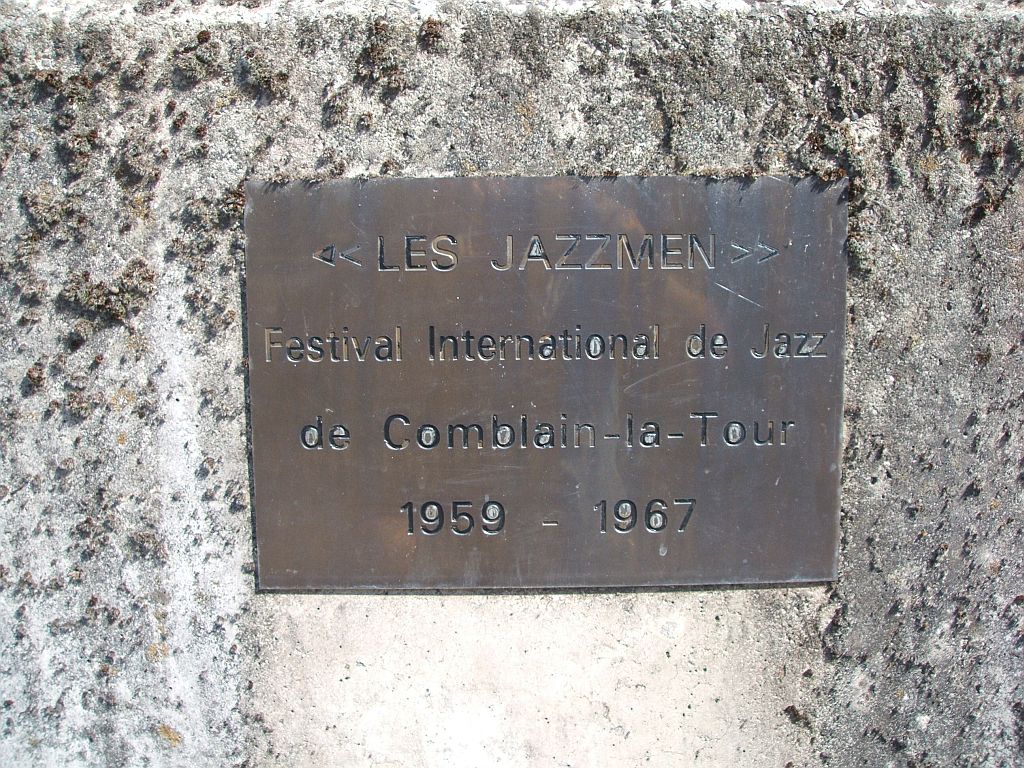 << LES JAZZMEN >>
Festival International de Jazz
de Comblain-la-Tour
1959 - 1967